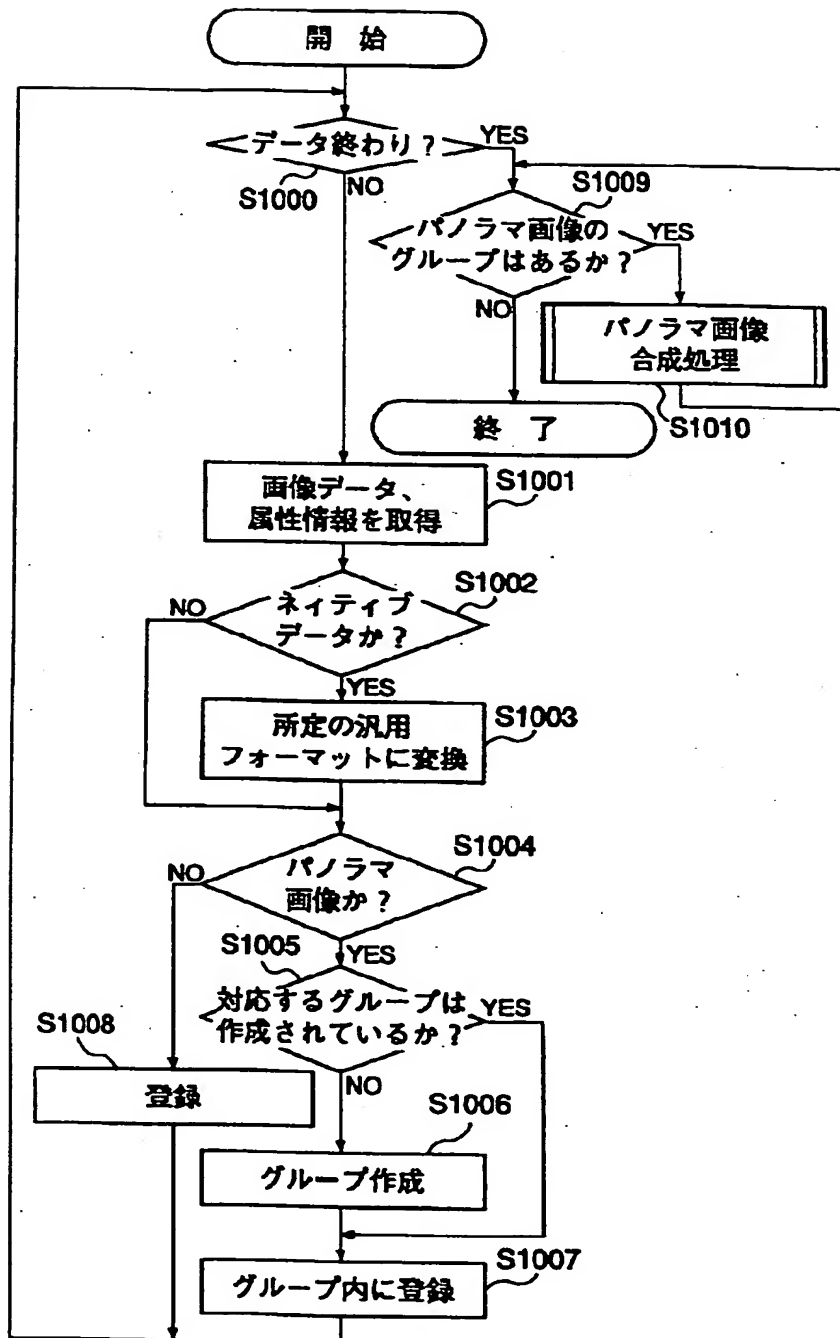 開始
データ終わり?
YES
S1000
NO
S1009
パノラマ画像の
グループはあるか?
YES
NO
パノラマ画像
合成処理
S1010
終了
画像データ、
属性情報を取得
S1001
S1002
ネィティブ
データか?
NO
YES
所定の汎用
フォーマットに変換
S1003
S1004
パノラマ
画像か?
NO
YES
S1005
対応するグループは
作成されているか?
YES
NO
S1008
登録
S1006
グループ作成
S1007
グループ内に登録